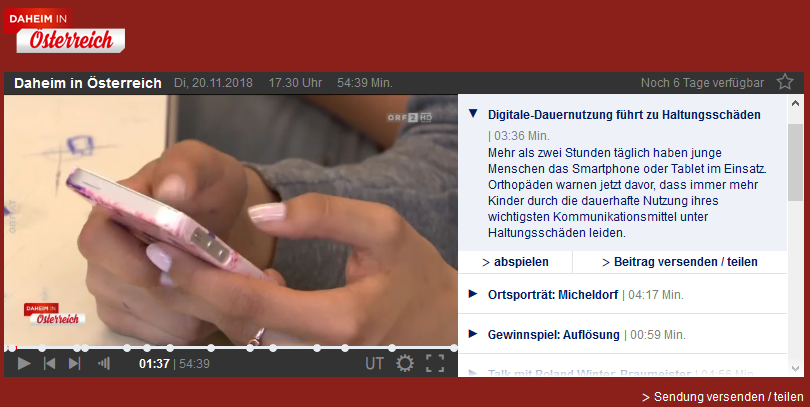 DAHEIM IN
Österreich
Daheim in Österreich Di, 20.11.2018 17.30 Uhr 54:39 Min. Noch 6 Tage verfügbar
ORF 2 HD
DAHEIM IN
Österreich
01:37 | 54:39 UT
Digitale-Dauernutzung führt zu Haltungsschäden
| 03:36 Min.
Mehr als zwei Stunden täglich haben junge
Menschen das Smartphone oder Tablet im Einsatz.
Orthopäden warnen jetzt davor, dass immer mehr
Kinder durch die dauerhafte Nutzung ihres
wichtigsten Kommunikationsmittel unter
Haltungsschäden leiden.
> abspielen > Beitrag versenden / teilen
Ortsporträt: Micheldorf | 04:17 Min.
Gewinnspiel: Auflösung | 00:59 Min.
Talk mit Roland Winter, Braumeister | 04:56 Min.
> Sendung versenden / teilen